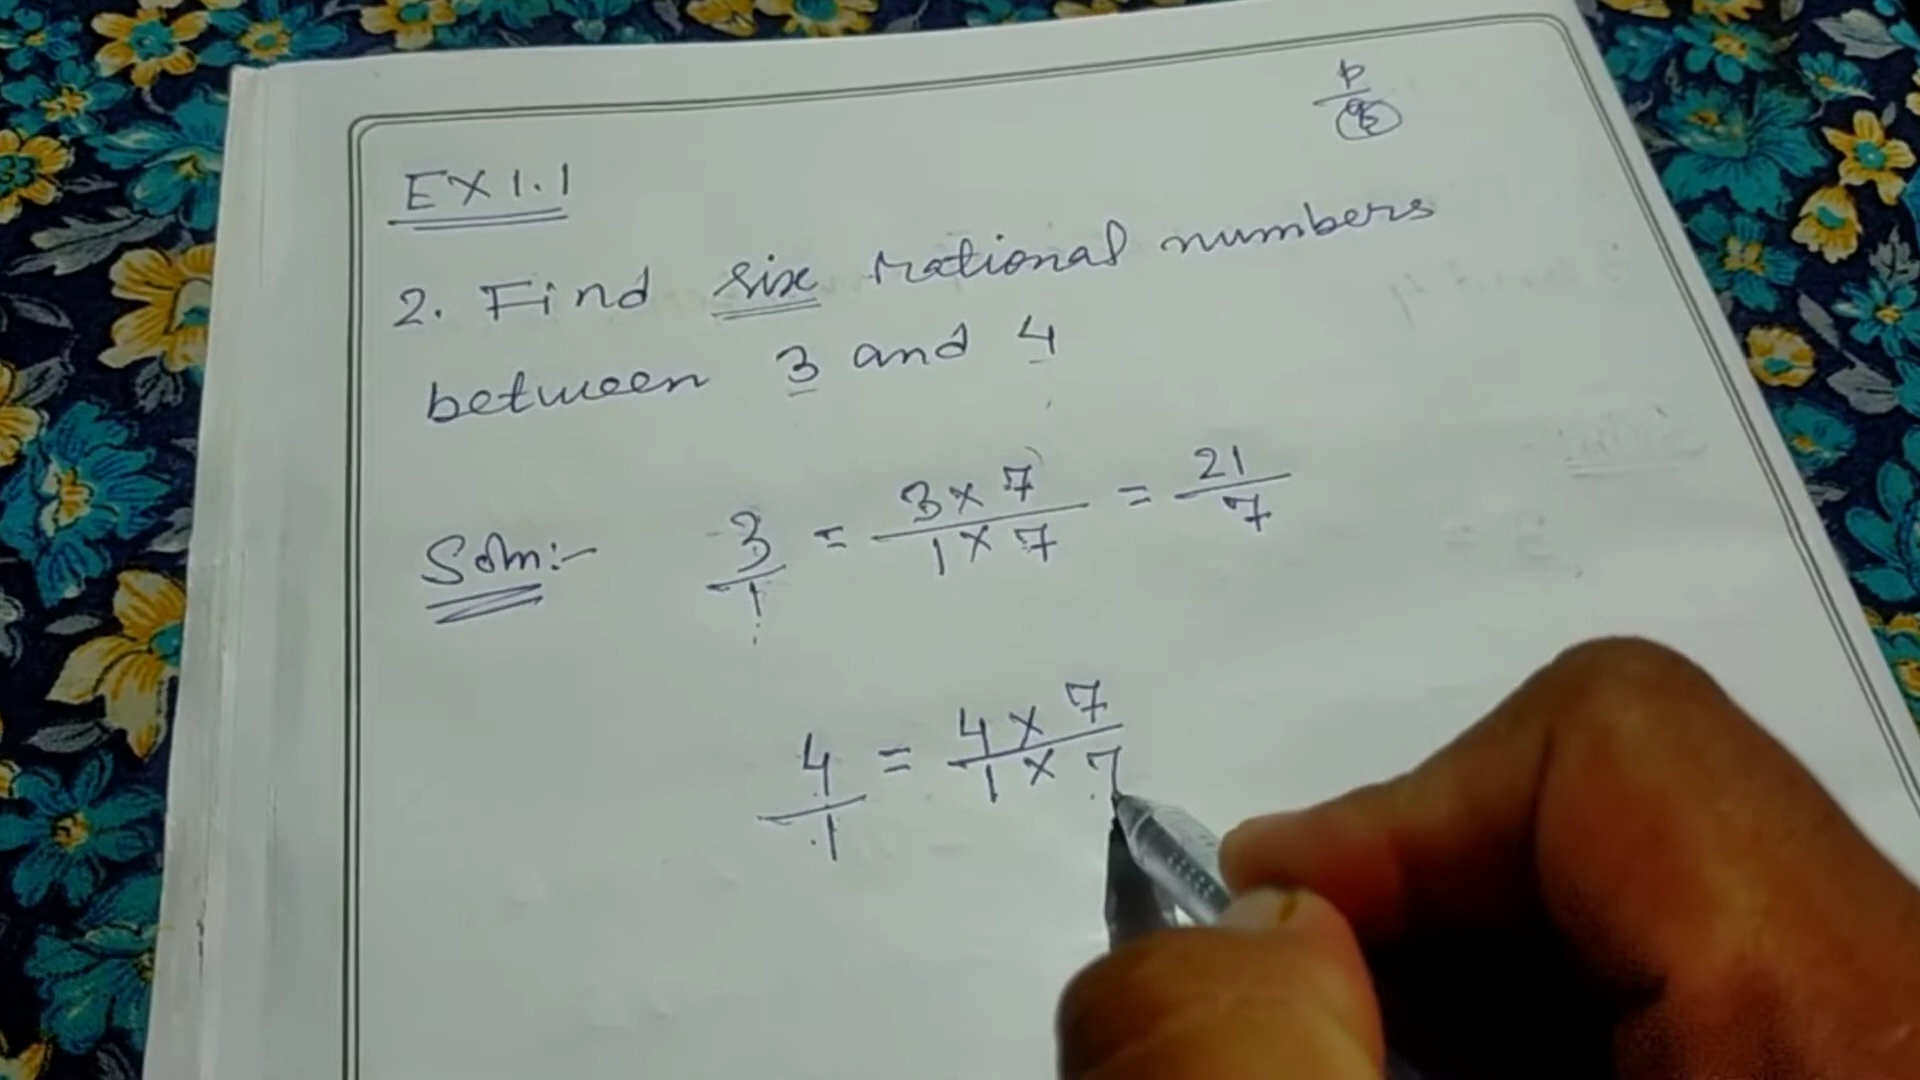 p/q
EX 1.1
2. Find six rational numbers
between 3 and 4
Soln:- 3/1 = 3 x 7 / 1 x 7 = 21/7
4/1 = 4 x 7 / 1 x 7